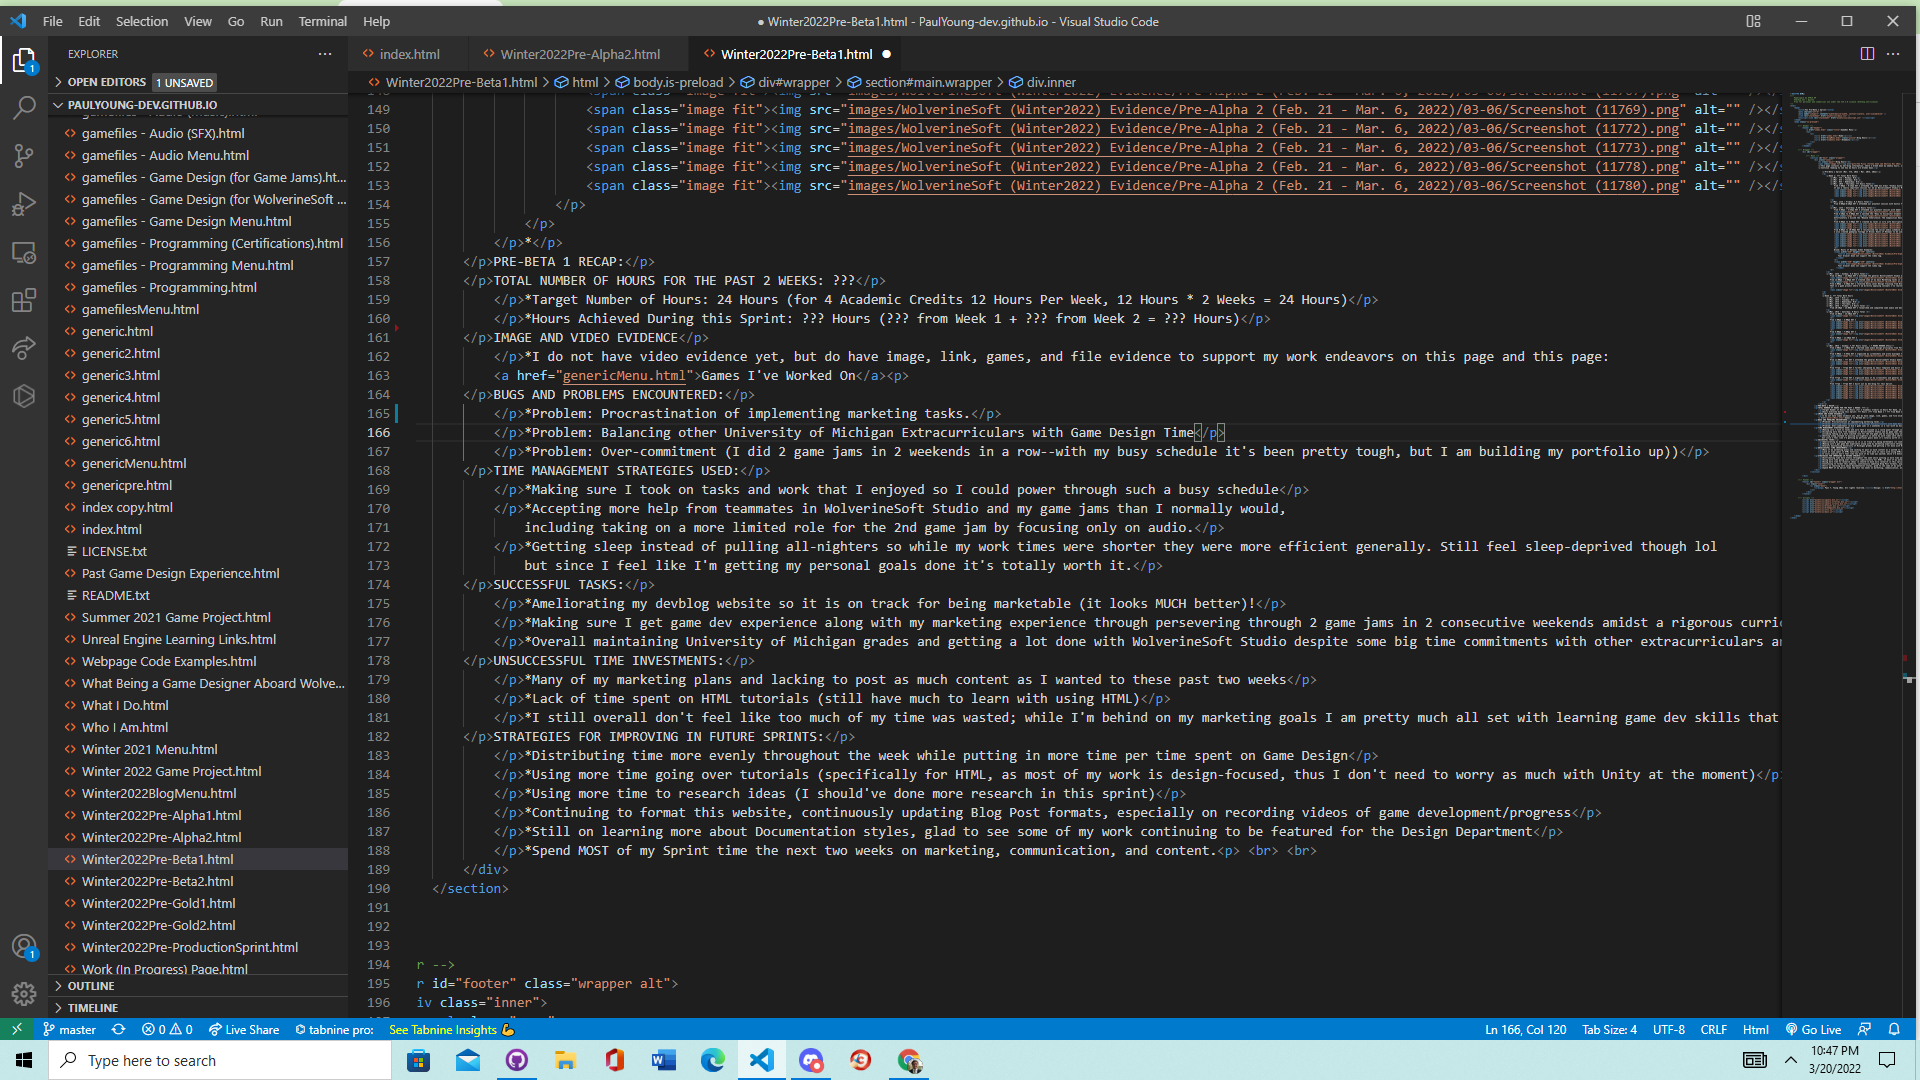 File Edit Selection View Go Run Terminal Help
● Winter2022Pre-Beta1.html - PaulYoung-dev.github.io - Visual Studio Code
EXPLORER
OPEN EDITORS 1 UNSAVED
PAULYOUNG-DEV.GITHUB.IO
gamefiles - Audio (SFX).html
gamefiles - Audio Menu.html
gamefiles - Game Design (for Game Jams).ht...
gamefiles - Game Design (for WolverineSoft ...
gamefiles - Game Design Menu.html
gamefiles - Programming (Certifications).html
gamefiles - Programming Menu.html
gamefiles - Programming.html
gamefilesMenu.html
generic.html
generic2.html
generic3.html
generic4.html
generic5.html
generic6.html
genericMenu.html
genericpre.html
index copy.html
index.html
LICENSE.txt
Past Game Design Experience.html
README.txt
Summer 2021 Game Project.html
Unreal Engine Learning Links.html
Webpage Code Examples.html
What Being a Game Designer Aboard Wolve...
What I Do.html
Who I Am.html
Winter 2021 Menu.html
Winter 2022 Game Project.html
Winter2022BlogMenu.html
Winter2022Pre-Alpha1.html
Winter2022Pre-Alpha2.html
Winter2022Pre-Beta1.html
Winter2022Pre-Beta2.html
Winter2022Pre-Gold1.html
Winter2022Pre-Gold2.html
Winter2022Pre-ProductionSprint.html
Work (In Progress) Page.html
OUTLINE
TIMELINE
index.html Winter2022Pre-Alpha2.html Winter2022Pre-Beta1.html
Winter2022Pre-Beta1.html > html > body.is-preload > div#wrapper > section#main.wrapper > div.inner
149 <span class="image fit"><img src="images/WolverineSoft (Winter2022) Evidence/Pre-Alpha 2 (Feb. 21 - Mar. 6, 2022)/03-06/Screenshot (11769).png" alt="" /></s
150 <span class="image fit"><img src="images/WolverineSoft (Winter2022) Evidence/Pre-Alpha 2 (Feb. 21 - Mar. 6, 2022)/03-06/Screenshot (11772).png" alt="" /></s
151 <span class="image fit"><img src="images/WolverineSoft (Winter2022) Evidence/Pre-Alpha 2 (Feb. 21 - Mar. 6, 2022)/03-06/Screenshot (11773).png" alt="" /></s
152 <span class="image fit"><img src="images/WolverineSoft (Winter2022) Evidence/Pre-Alpha 2 (Feb. 21 - Mar. 6, 2022)/03-06/Screenshot (11778).png" alt="" /></s
153 <span class="image fit"><img src="images/WolverineSoft (Winter2022) Evidence/Pre-Alpha 2 (Feb. 21 - Mar. 6, 2022)/03-06/Screenshot (11780).png" alt="" /></s
154 </p>
155 </p>
156 </p>*</p>
157 </p>PRE-BETA 1 RECAP:</p>
158 </p>TOTAL NUMBER OF HOURS FOR THE PAST 2 WEEKS: ???</p>
159 </p>*Target Number of Hours: 24 Hours (for 4 Academic Credits 12 Hours Per Week, 12 Hours * 2 Weeks = 24 Hours)</p>
160 </p>*Hours Achieved During this Sprint: ??? Hours (??? from Week 1 + ??? from Week 2 = ??? Hours)</p>
161 </p>IMAGE AND VIDEO EVIDENCE</p>
162 </p>*I do not have video evidence yet, but do have image, link, games, and file evidence to support my work endeavors on this page and this page:
163 <a href="genericMenu.html">Games I've Worked On</a><p>
164 </p>BUGS AND PROBLEMS ENCOUNTERED:</p>
165 </p>*Problem: Procrastination of implementing marketing tasks.</p>
166 </p>*Problem: Balancing other University of Michigan Extracurriculars with Game Design Time</p>
167 </p>*Problem: Over-commitment (I did 2 game jams in 2 weekends in a row--with my busy schedule it's been pretty tough, but I am building my portfolio up))</p>
168 </p>TIME MANAGEMENT STRATEGIES USED:</p>
169 </p>*Making sure I took on tasks and work that I enjoyed so I could power through such a busy schedule</p>
170 </p>*Accepting more help from teammates in WolverineSoft Studio and my game jams than I normally would,
171 including taking on a more limited role for the 2nd game jam by focusing only on audio.</p>
172 </p>*Getting sleep instead of pulling all-nighters so while my work times were shorter they were more efficient generally. Still feel sleep-deprived though lol
173 but since I feel like I'm getting my personal goals done it's totally worth it.</p>
174 </p>SUCCESSFUL TASKS:</p>
175 </p>*Ameliorating my devblog website so it is on track for being marketable (it looks MUCH better)!</p>
176 </p>*Making sure I get game dev experience along with my marketing experience through persevering through 2 game jams in 2 consecutive weekends amidst a rigorous curric
177 </p>*Overall maintaining University of Michigan grades and getting a lot done with WolverineSoft Studio despite some big time commitments with other extracurriculars an
178 </p>UNSUCCESSFUL TIME INVESTMENTS:</p>
179 </p>*Many of my marketing plans and lacking to post as much content as I wanted to these past two weeks</p>
180 </p>*Lack of time spent on HTML tutorials (still have much to learn with using HTML)</p>
181 </p>*I still overall don't feel like too much of my time was wasted; while I'm behind on my marketing goals I am pretty much all set with learning game dev skills that
182 </p>STRATEGIES FOR IMPROVING IN FUTURE SPRINTS:</p>
183 </p>*Distributing time more evenly throughout the week while putting in more time per time spent on Game Design</p>
184 </p>*Using more time going over tutorials (specifically for HTML, as most of my work is design-focused, thus I don't need to worry as much with Unity at the moment)</p>
185 </p>*Using more time to research ideas (I should've done more research in this sprint)</p>
186 </p>*Continuing to format this website, continuously updating Blog Post formats, especially on recording videos of game development/progress</p>
187 </p>*Still on learning more about Documentation styles, glad to see some of my work continuing to be featured for the Design Department</p>
188 </p>*Spend MOST of my Sprint time the next two weeks on marketing, communication, and content.<p> <br> <br>
189 </div>
190 </section>
191
192
193
194 r -->
195 r id="footer" class="wrapper alt">
196 iv class="inner">
master 0 0 Live Share tabnine pro: See Tabnine Insights
Ln 166, Col 120 Tab Size: 4 UTF-8 CRLF Html Go Live
Type here to search
10:47 PM
3/20/2022